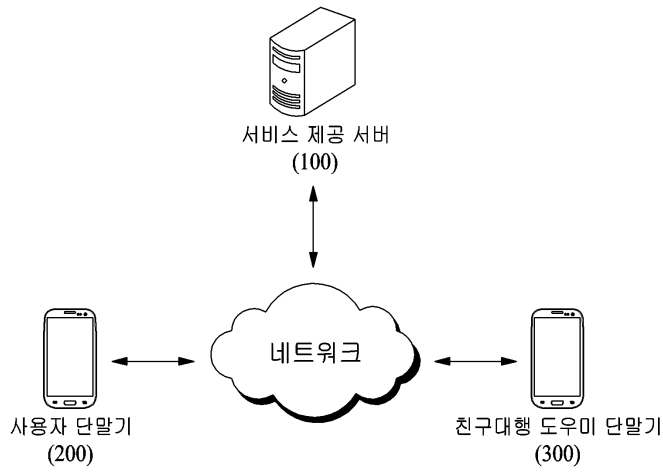 서비스 제공 서버
(100)
네트워크
사용자 단말기
(200)
친구대행 도우미 단말기
(300)